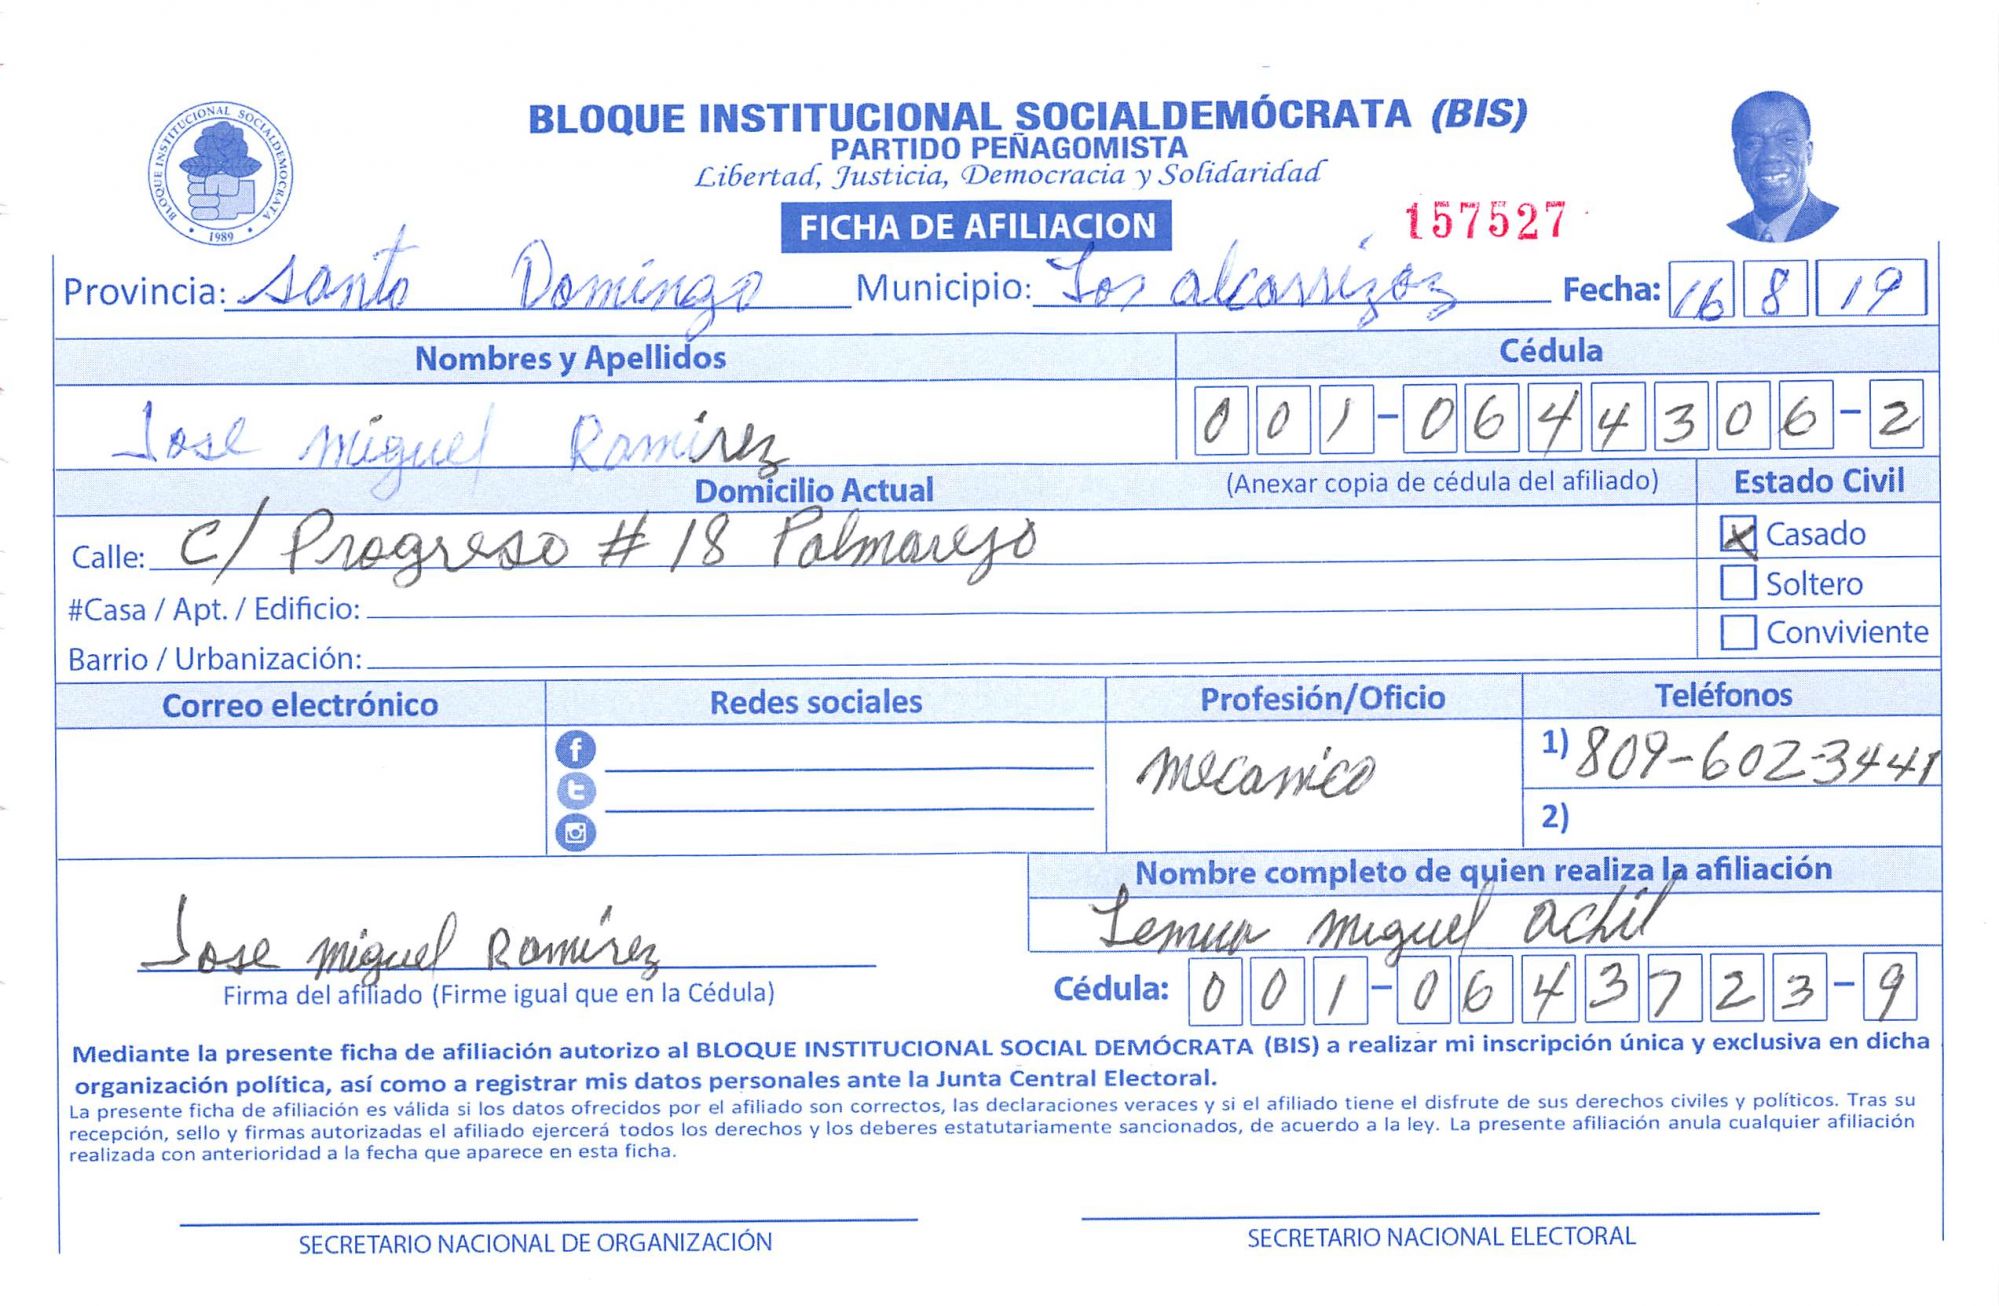 BLOQUE INSTITUCIONAL SOCIALDEMOCRATA
1989
BLOQUE INSTITUCIONAL SOCIALDEMÓCRATA (BIS)
PARTIDO PEÑAGOMISTA
Libertad, Justicia, Democracia y Solidaridad
FICHA DE AFILIACION
157527
Provincia: Santo Domingo Municipio: Los alcarrizos Fecha: 16 8 19
Nombres y Apellidos Cédula
Jose Miguel Ramirez 001-0644306-2
Domicilio Actual (Anexar copia de cédula del afiliado) Estado Civil
Calle: C/ Progreso # 18 Palmarejo X Casado
#Casa / Apt. / Edificio: Soltero
Barrio / Urbanización: Conviviente
Correo electrónico Redes sociales Profesión/Oficio Teléfonos
mecanico 1) 809-602-3441
2)
Nombre completo de quien realiza la afiliación
Miguel Achil
Jose Miguel Ramirez
Firma del afiliado (Firme igual que en la Cédula) Cédula: 001-0643723-9
Mediante la presente ficha de afiliación autorizo al BLOQUE INSTITUCIONAL SOCIAL DEMÓCRATA (BIS) a realizar mi inscripción única y exclusiva en dicha
organización política, así como a registrar mis datos personales ante la Junta Central Electoral.
La presente ficha de afiliación es válida si los datos ofrecidos por el afiliado son correctos, las declaraciones veraces y si el afiliado tiene el disfrute de sus derechos civiles y políticos. Tras su
recepción, sello y firmas autorizadas el afiliado ejercerá todos los derechos y los deberes estatutariamente sancionados, de acuerdo a la ley. La presente afiliación anula cualquier afiliación
realizada con anterioridad a la fecha que aparece en esta ficha.
SECRETARIO NACIONAL DE ORGANIZACIÓN SECRETARIO NACIONAL ELECTORAL